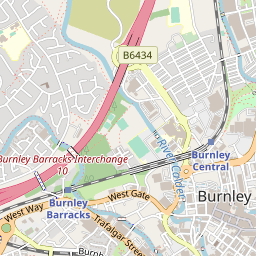 B6434
River Calder
Burnley Barracks Interchange
10
Burnley
Central
Burnley
Barracks
West Gate
Burnley
West Way
Trafalgar Street